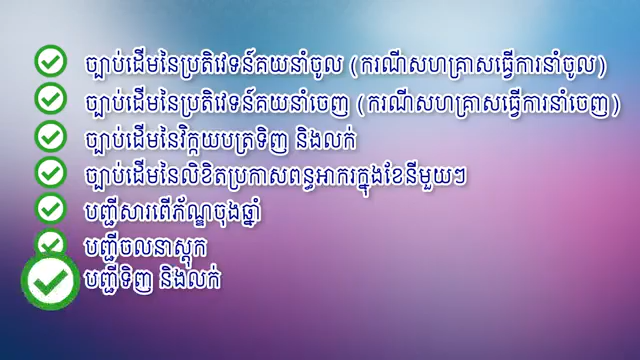 ច្បាប់ដើមនៃប្រតិវេទន៍គយនាំចូល (ករណីសហគ្រាសធ្វើការនាំចូល)
ច្បាប់ដើមនៃប្រតិវេទន៍គយនាំចេញ (ករណីសហគ្រាសធ្វើការនាំចេញ)
ច្បាប់ដើមនៃវិក្កយបត្រទិញ និងលក់
ច្បាប់ដើមនៃលិខិតប្រកាសពន្ធអាករក្នុងខែនីមួយៗ
បញ្ជីសារពើភ័ណ្ឌចុងឆ្នាំ
បញ្ជីចលនាស្តុក
បញ្ជីទិញ និងលក់